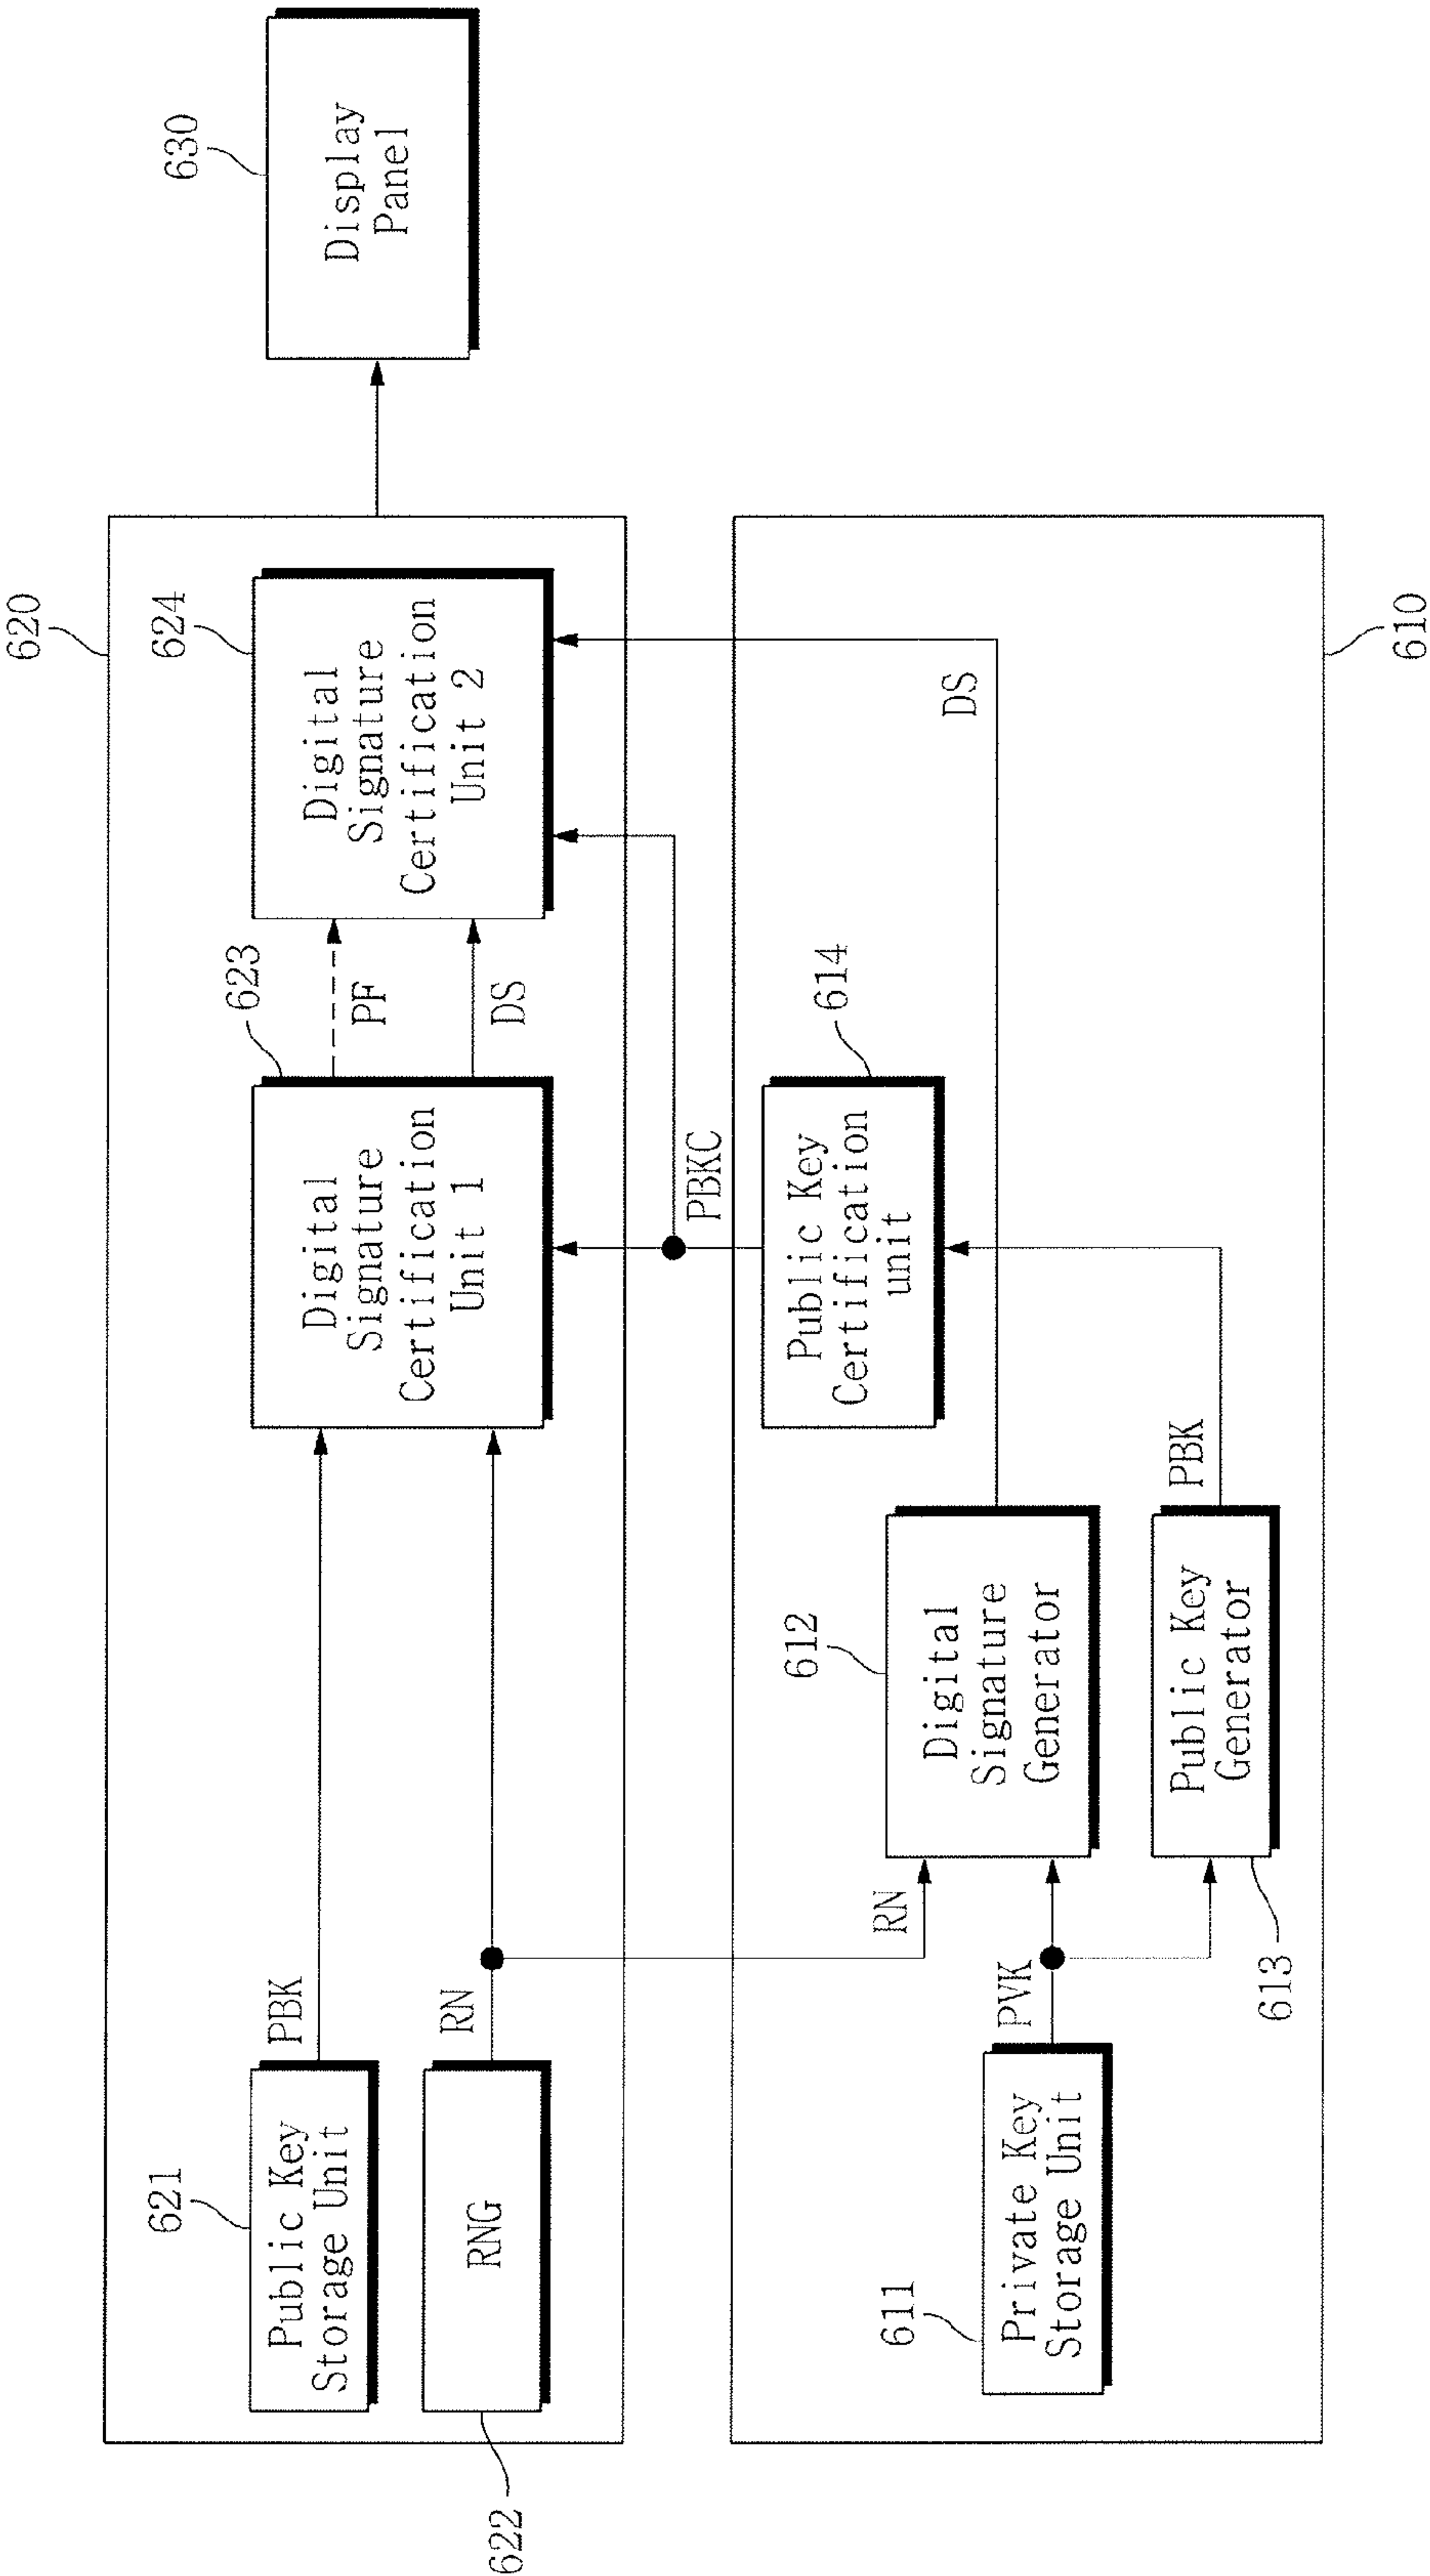 620
621
Public Key
Storage Unit
PBK
622
RNG
RN
623
Digital
Signature
Certification
Unit 1
PF
DS
624
Digital
Signature
Certification
Unit 2
630
Display
Panel
PBKC
610
611
Private Key
Storage Unit
PVK
RN
612
Digital
Signature
Generator
613
Public Key
Generator
PBK
614
Public Key
Certification
unit
DS